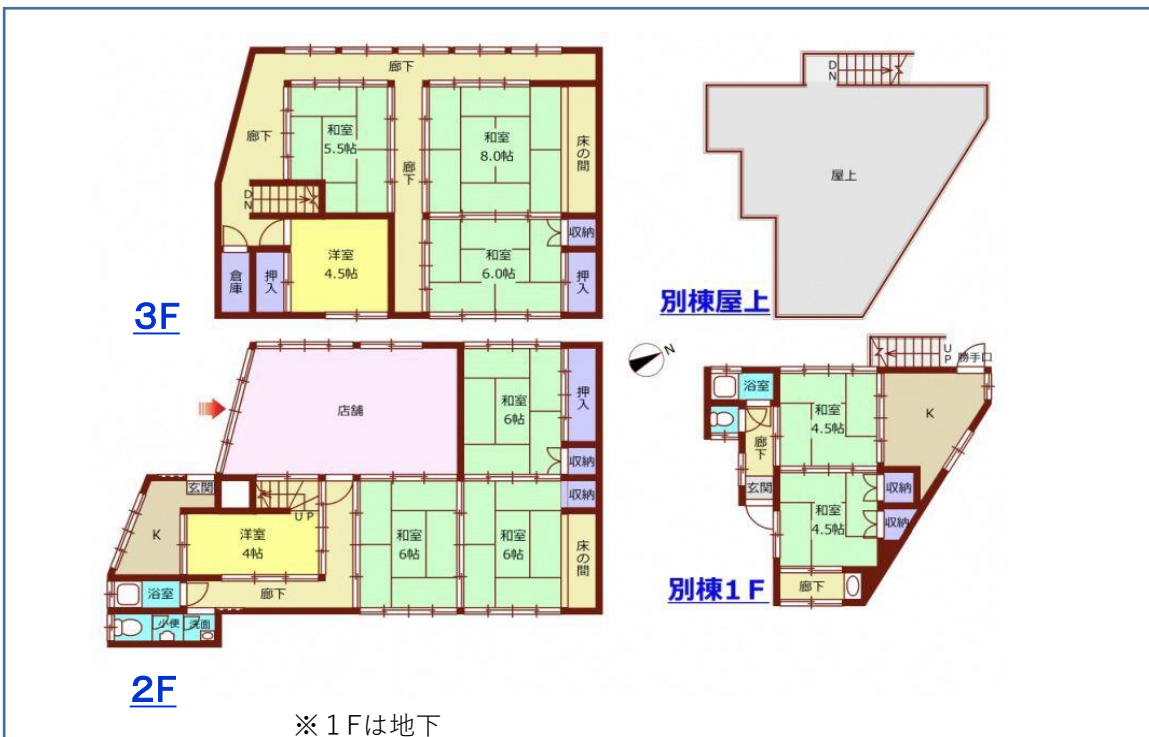 廊下
廊下
和室
5.5帖
廊下
和室
8.0帖
床の間
DN
洋室
4.5帖
和室
6.0帖
収納
押入
倉庫
押入
3F
DN
屋上
別棟屋上
店舗
和室
6帖
押入
収納
玄関
UP
K
洋室
4帖
和室
6帖
和室
6帖
収納
床の間
浴室
廊下
小便
洗面
2F
N
UP
勝手口
浴室
和室
4.5帖
K
廊下
玄関
和室
4.5帖
収納
収納
廊下
別棟1F
※1Fは地下